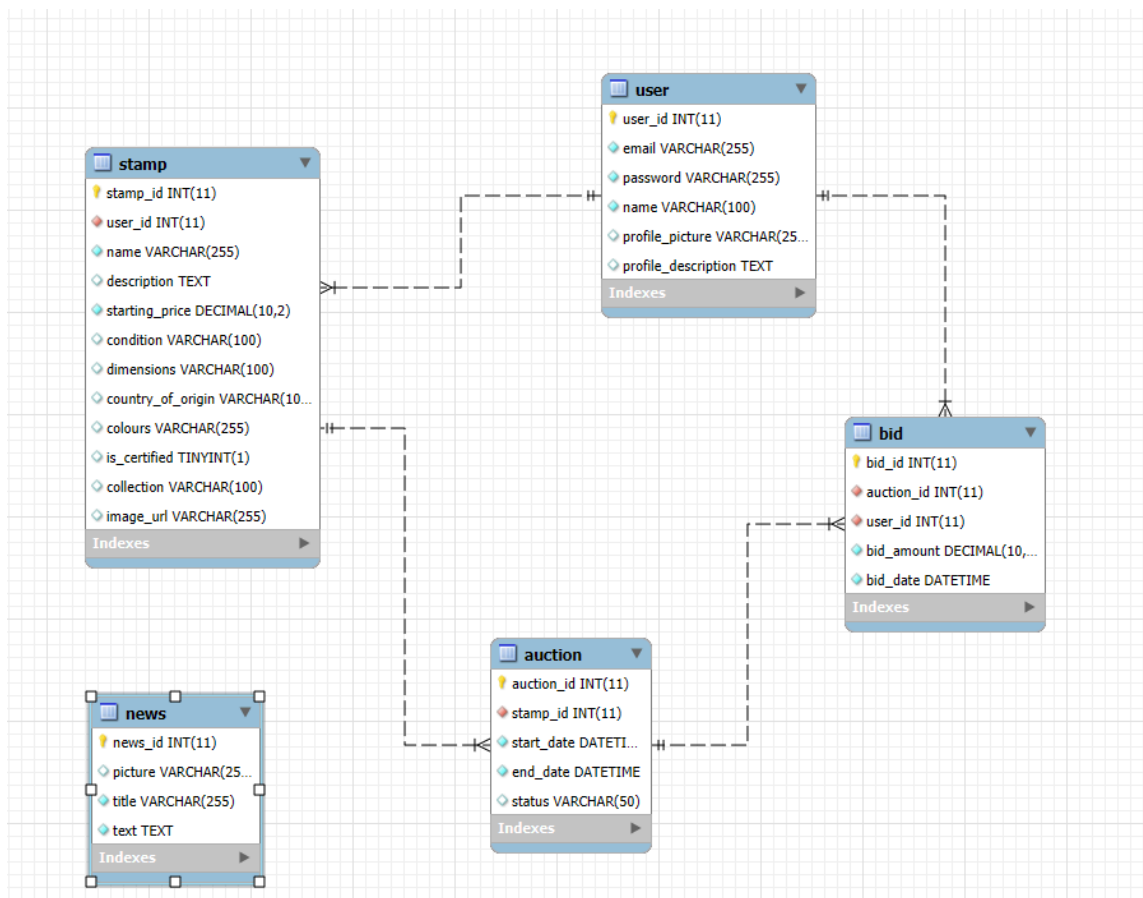 user
user_id INT(11)
email VARCHAR(255)
password VARCHAR(255)
name VARCHAR(100)
profile_picture VARCHAR(25...
profile_description TEXT
Indexes
stamp
stamp_id INT(11)
user_id INT(11)
name VARCHAR(255)
description TEXT
starting_price DECIMAL(10,2)
condition VARCHAR(100)
dimensions VARCHAR(100)
country_of_origin VARCHAR(10...
colours VARCHAR(255)
is_certified TINYINT(1)
collection VARCHAR(100)
image_url VARCHAR(255)
Indexes
bid
bid_id INT(11)
auction_id INT(11)
user_id INT(11)
bid_amount DECIMAL(10,...
bid_date DATETIME
Indexes
auction
auction_id INT(11)
stamp_id INT(11)
start_date DATETI...
end_date DATETIME
status VARCHAR(50)
Indexes
news
news_id INT(11)
picture VARCHAR(25...
title VARCHAR(255)
text TEXT
Indexes